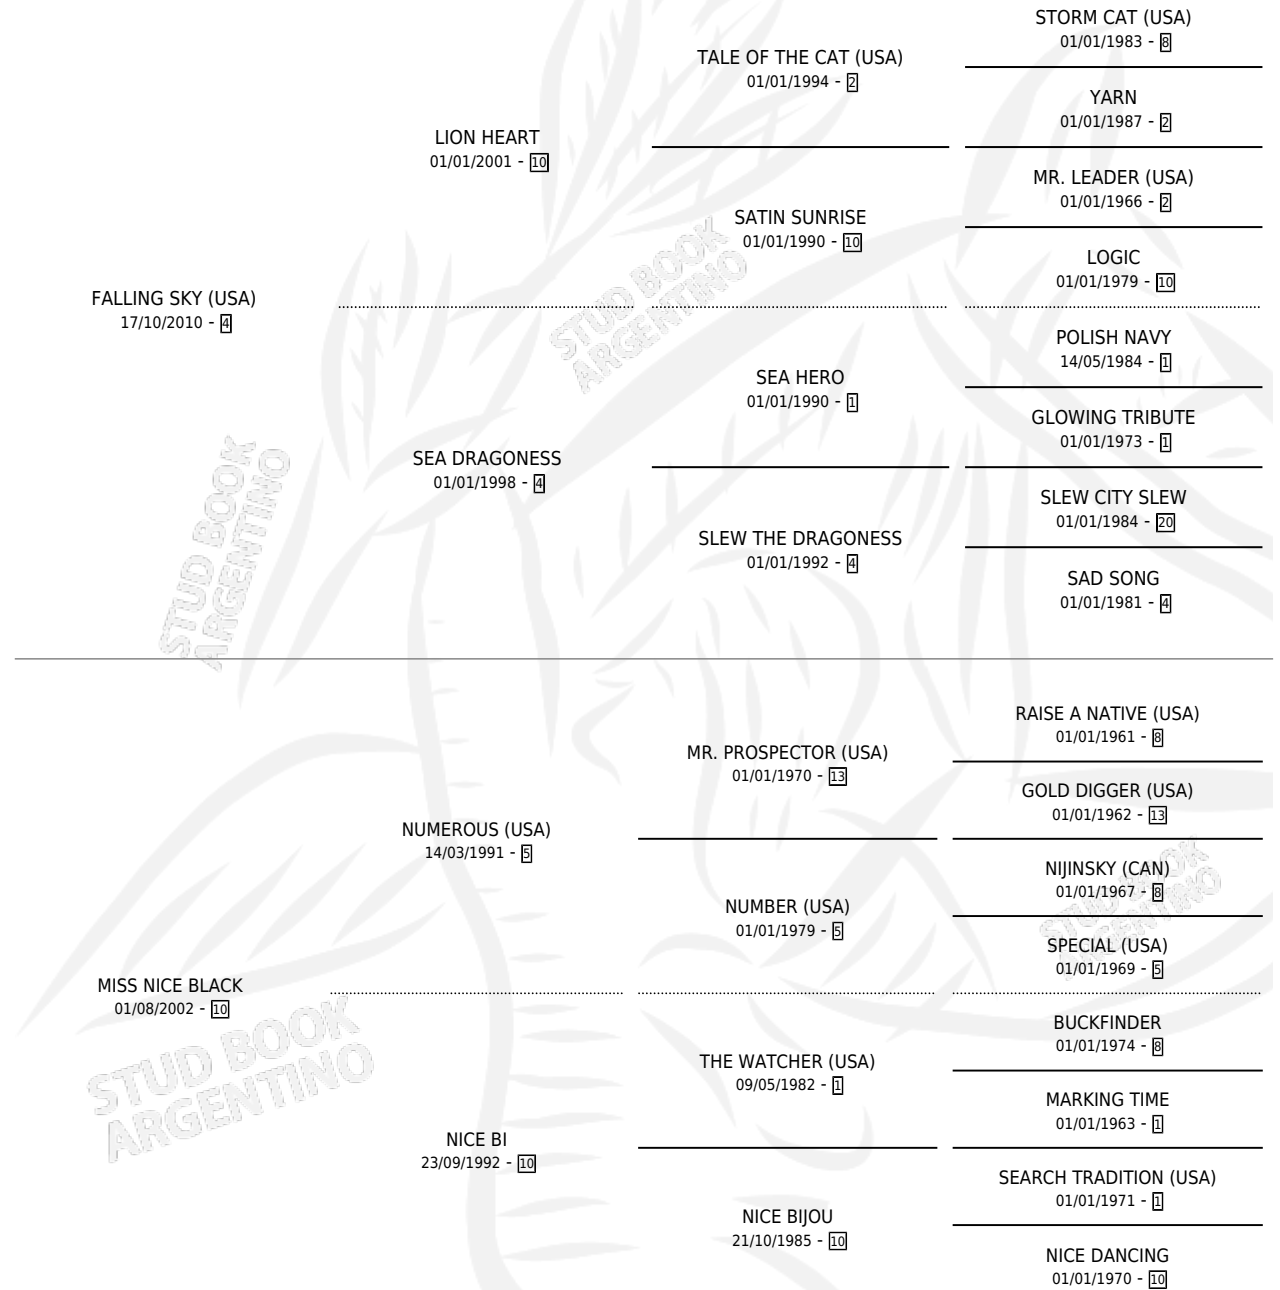 STORM CAT (USA)
01/01/1983 - 8
TALE OF THE CAT (USA)
01/01/1994 - 2
YARN
01/01/1987 - 2
LION HEART
01/01/2001 - 10
MR. LEADER (USA)
01/01/1966 - 2
SATIN SUNRISE
01/01/1990 - 10
LOGIC
01/01/1979 - 10
FALLING SKY (USA)
17/10/2010 - 4
POLISH NAVY
14/05/1984 - 1
SEA HERO
01/01/1990 - 1
GLOWING TRIBUTE
01/01/1973 - 1
SEA DRAGONESS
01/01/1998 - 4
SLEW CITY SLEW
01/01/1984 - 20
SLEW THE DRAGONESS
01/01/1992 - 4
SAD SONG
01/01/1981 - 4
RAISE A NATIVE (USA)
01/01/1961 - 8
MR. PROSPECTOR (USA)
01/01/1970 - 13
GOLD DIGGER (USA)
01/01/1962 - 13
NUMEROUS (USA)
14/03/1991 - 5
NIJINSKY (CAN)
01/01/1967 - 8
NUMBER (USA)
01/01/1979 - 5
SPECIAL (USA)
01/01/1969 - 5
MISS NICE BLACK
01/08/2002 - 10
BUCKFINDER
01/01/1974 - 8
THE WATCHER (USA)
09/05/1982 - 1
MARKING TIME
01/01/1963 - 1
NICE BI
23/09/1992 - 10
SEARCH TRADITION (USA)
01/01/1971 - 1
NICE BIJOU
21/10/1985 - 10
NICE DANCING
01/01/1970 - 10
STUD BOOK
ARGENTINO
STUD BOOK
ARGENTINO
STUD BOOK
ARGENTINO
STUD BOOK
ARGENTINO